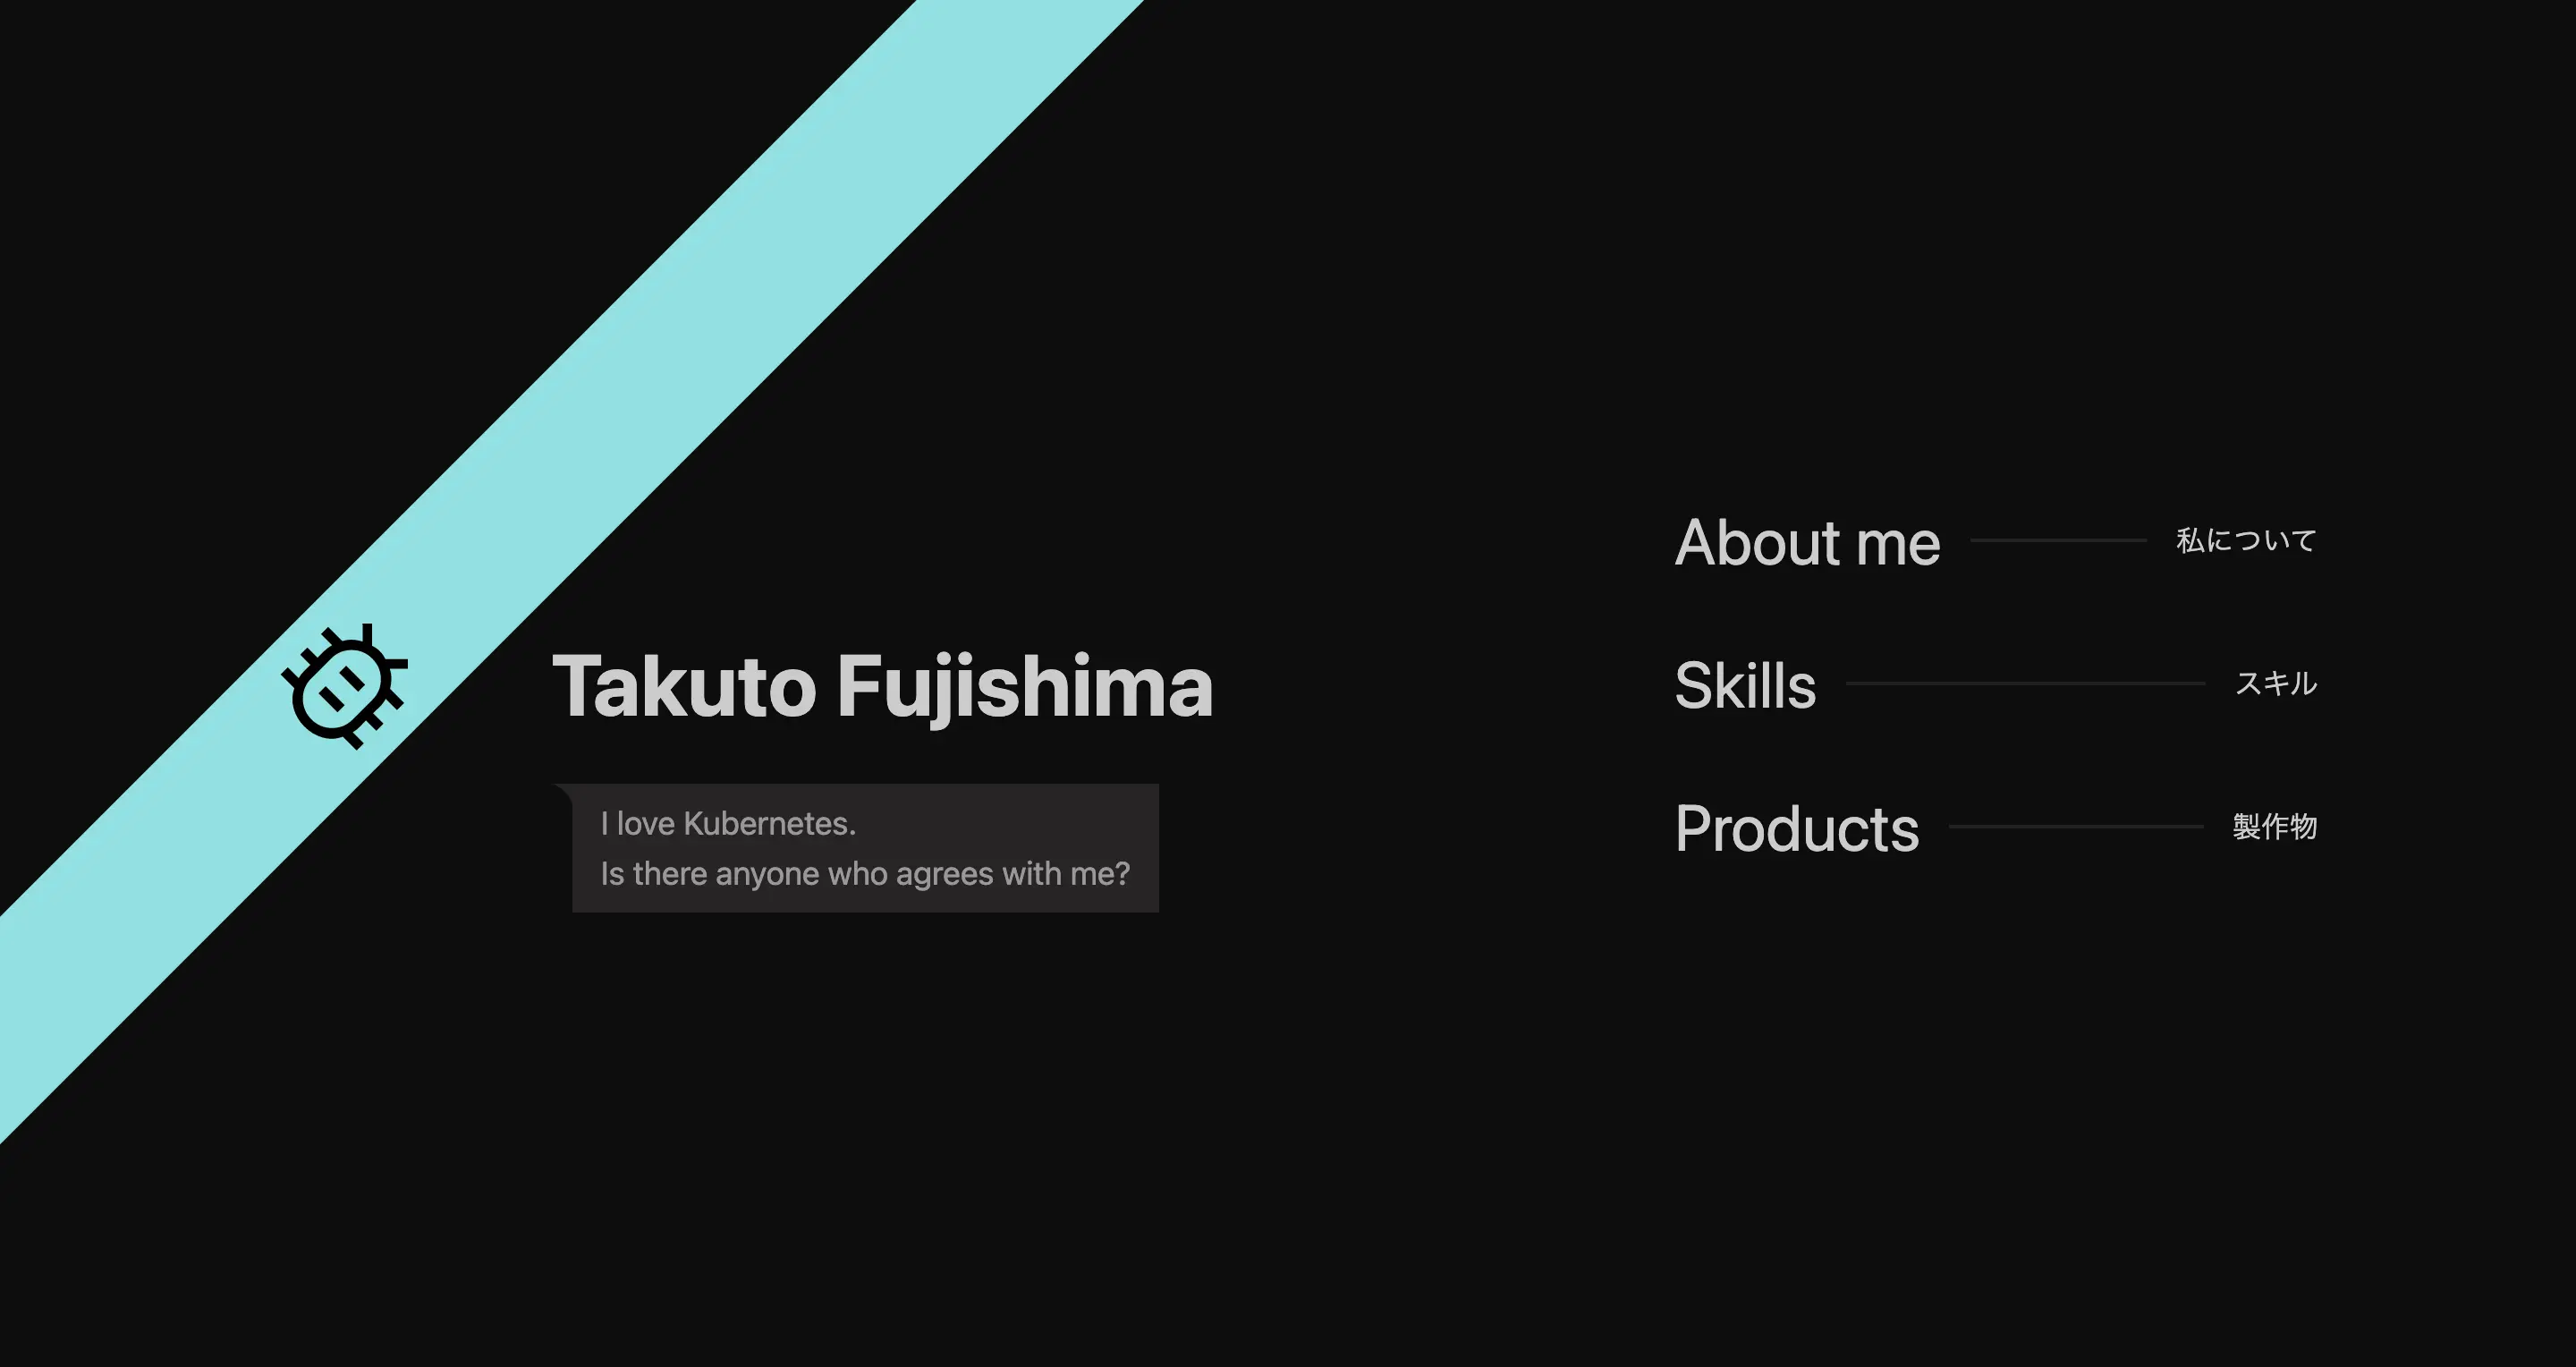 Takuto Fujishima
I love Kubernetes.
Is there anyone who agrees with me?
About me 私について
Skills スキル
Products 製作物